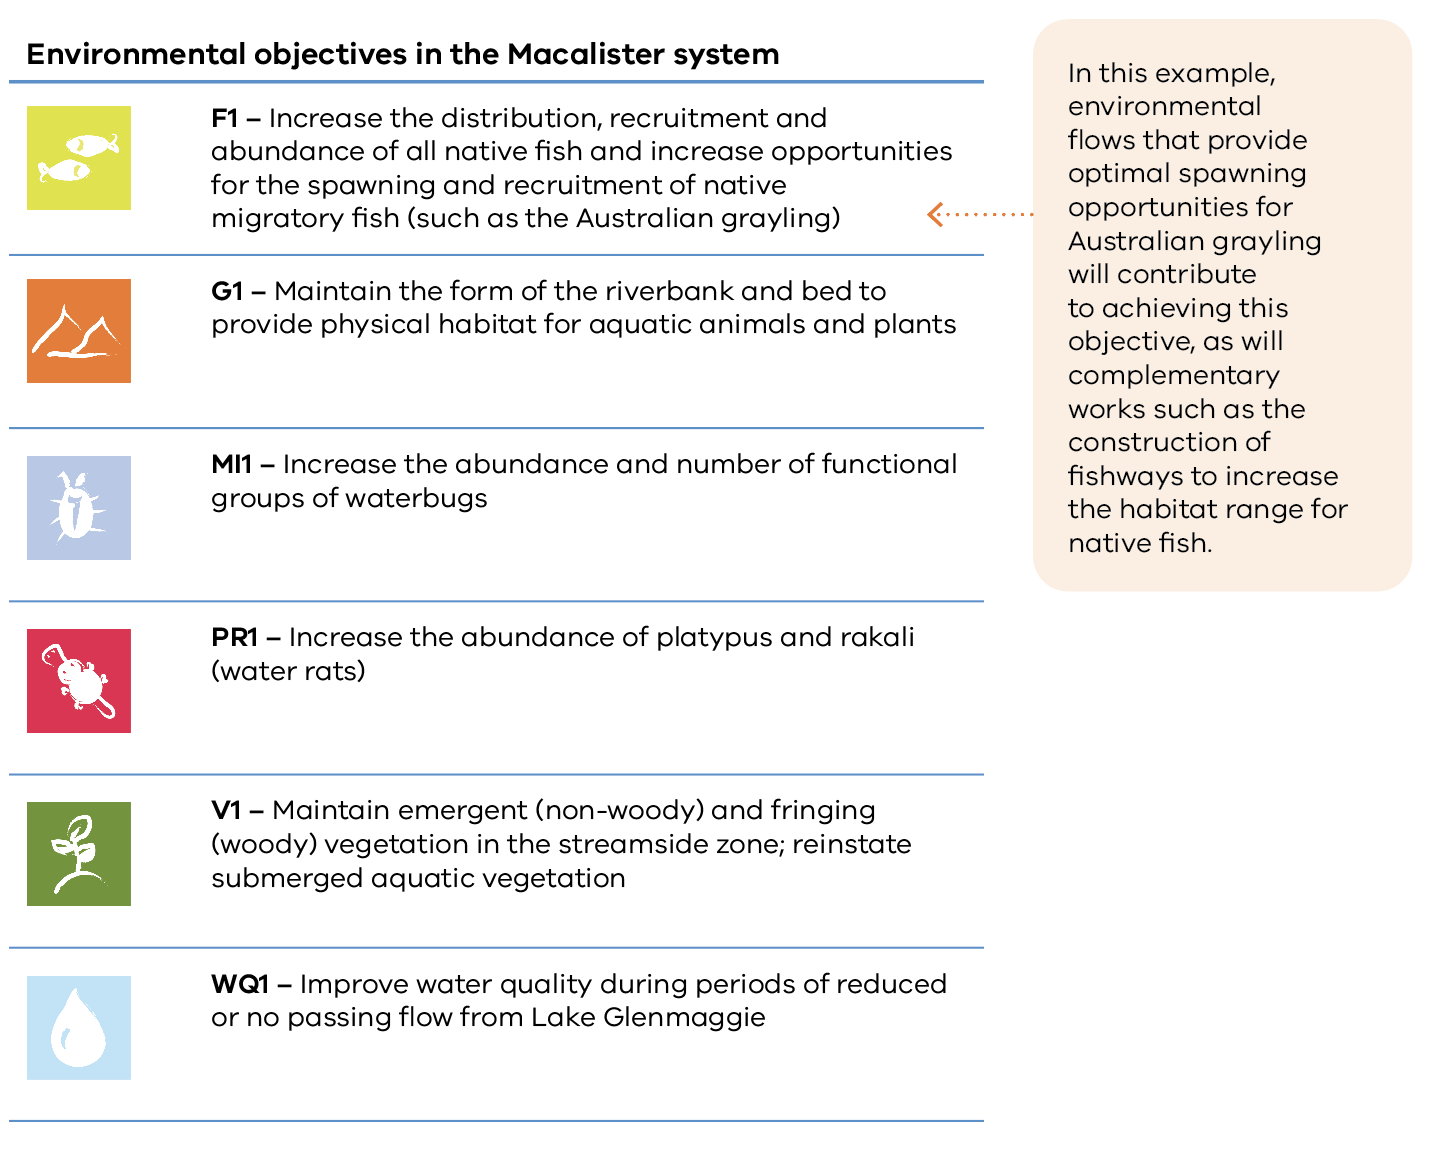 Environmental objectives in the Macalister system
F1 – Increase the distribution, recruitment and
abundance of all native fish and increase opportunities
for the spawning and recruitment of native
migratory fish (such as the Australian grayling)
G1 – Maintain the form of the riverbank and bed to
provide physical habitat for aquatic animals and plants
MI1 – Increase the abundance and number of functional
groups of waterbugs
PR1 – Increase the abundance of platypus and rakali
(water rats)
V1 – Maintain emergent (non-woody) and fringing
(woody) vegetation in the streamside zone; reinstate
submerged aquatic vegetation
WQ1 – Improve water quality during periods of reduced
or no passing flow from Lake Glenmaggie
In this example,
environmental
flows that provide
optimal spawning
opportunities for
Australian grayling
will contribute
to achieving this
objective, as will
complementary
works such as the
construction of
fishways to increase
the habitat range for
native fish.